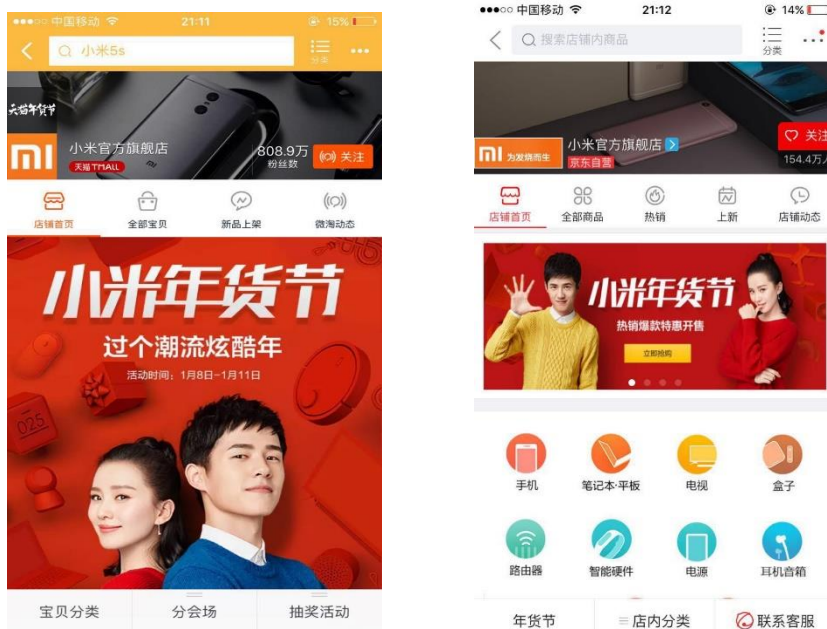 ●●●○○ 中国移动 21:11 15%
小米5s
分类
天猫年货节
小米官方旗舰店
天猫TMALL
808.9万
粉丝数
关注
店铺首页 全部宝贝 新品上架 微淘动态
小米年货节
过个潮流炫酷年
活动时间：1月8日-1月11日
025
宝贝分类 分会场 抽奖活动
●●●○○ 中国移动 21:12 14%
搜索店铺内商品
分类
为发烧而生
小米官方旗舰店
京东自营
关注
154.4万人
店铺首页 全部商品 热销 上新 店铺动态
小米年货节
热销爆款特惠开售
立即抢购
手机 笔记本·平板 电视 盒子
路由器 智能硬件 电源 耳机音箱
年货节 店内分类 联系客服